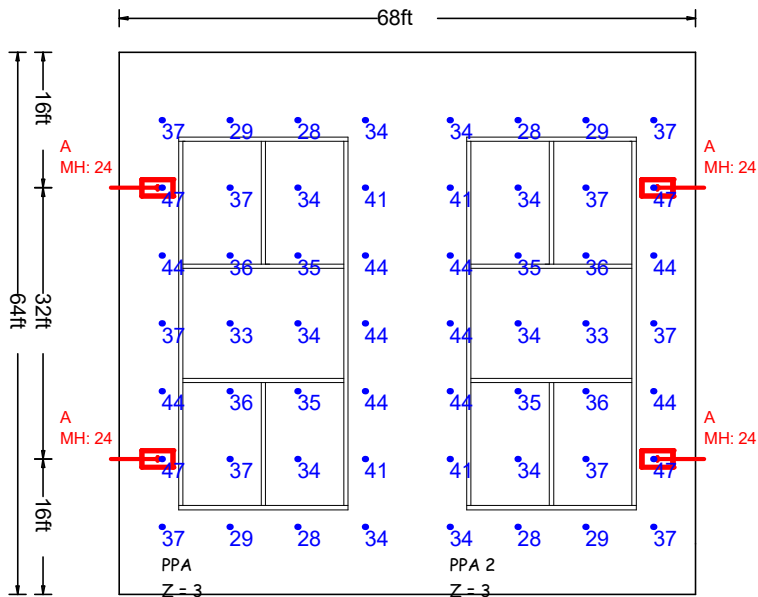 68ft
16ft
32ft
16ft
64ft
37 29 28 34 34 28 29 37
A
MH: 24
A
MH: 24
47 37 34 41 41 34 37 47
44 36 35 44 44 35 36 44
37 33 34 44 44 34 33 37
44 36 35 44 44 35 36 44
A
MH: 24
A
MH: 24
47 37 34 41 41 34 37 47
37 29 28 34 34 28 29 37
PPA
Z = 3
PPA 2
Z = 3